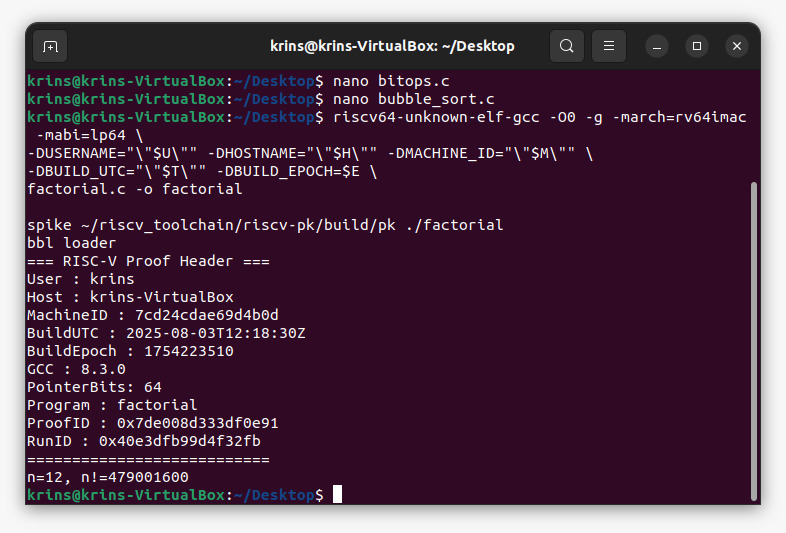 krins@krins-VirtualBox: ~/Desktop
krins@krins-VirtualBox:~/Desktop$ nano bitops.c
krins@krins-VirtualBox:~/Desktop$ nano bubble_sort.c
krins@krins-VirtualBox:~/Desktop$ riscv64-unknown-elf-gcc -O0 -g -march=rv64imac
 -mabi=lp64 \
-DUSERNAME="\"$U\"" -DHOSTNAME="\"$H\"" -DMACHINE_ID="\"$M\"" \
-DBUILD_UTC="\"$T\"" -DBUILD_EPOCH=$E \
factorial.c -o factorial

spike ~/riscv_toolchain/riscv-pk/build/pk ./factorial
bbl loader
=== RISC-V Proof Header ===
User : krins
Host : krins-VirtualBox
MachineID : 7cd24cdae69d4b0d
BuildUTC : 2025-08-03T12:18:30Z
BuildEpoch : 1754223510
GCC : 8.3.0
PointerBits: 64
Program : factorial
ProofID : 0x7de008d333df0e91
RunID : 0x40e3dfb99d4f32fb
===========================
n=12, n!=479001600
krins@krins-VirtualBox:~/Desktop$